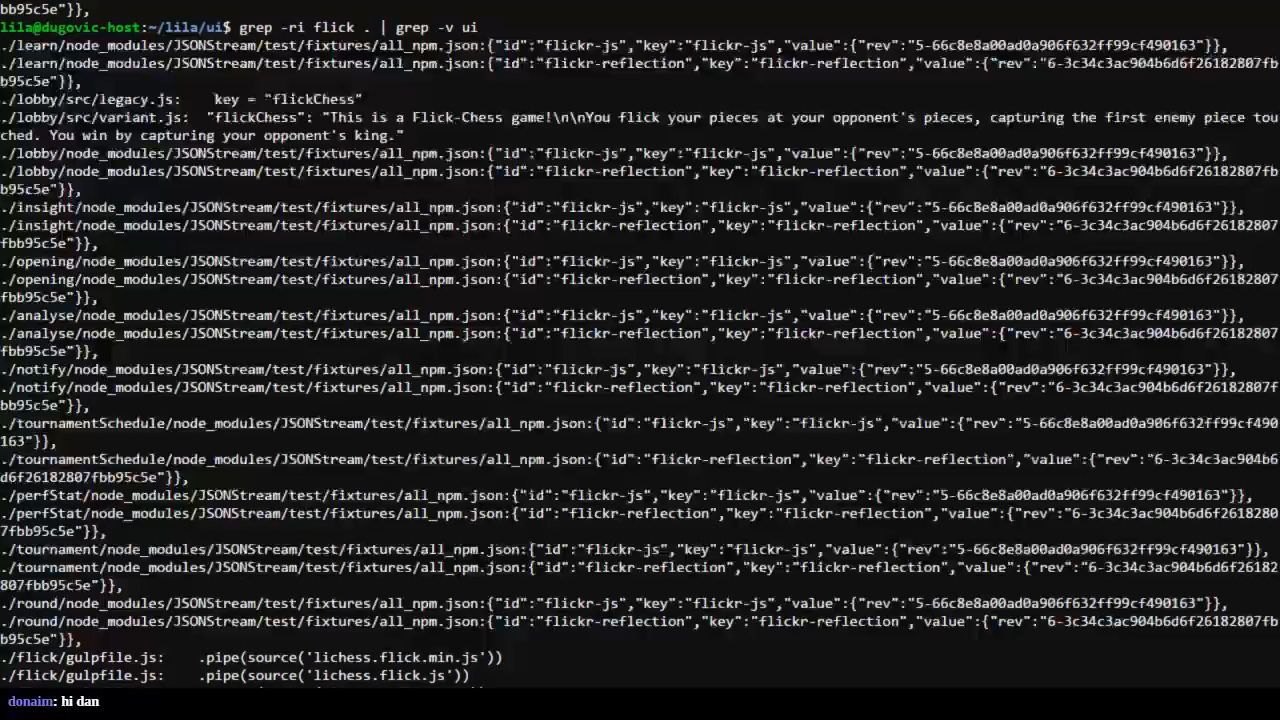 bb95c5e"}},
lila@dugovic-host:~/lila/ui$ grep -ri flick . | grep -v ui
./learn/node_modules/JSONStream/test/fixtures/all_npm.json:{"id":"flickr-js","key":"flickr-js","value":{"rev":"5-66c8e8a00ad0a906f632ff99cf490163"}},
./learn/node_modules/JSONStream/test/fixtures/all_npm.json:{"id":"flickr-reflection","key":"flickr-reflection","value":{"rev":"6-3c34c3ac904b6d6f26182807fb
b95c5e"}},
./lobby/src/legacy.js:    key = "flickChess"
./lobby/src/variant.js:  "flickChess": "This is a Flick-Chess game!\n\nYou flick your pieces at your opponent's pieces, capturing the first enemy piece tou
ched. You win by capturing your opponent's king."
./lobby/node_modules/JSONStream/test/fixtures/all_npm.json:{"id":"flickr-js","key":"flickr-js","value":{"rev":"5-66c8e8a00ad0a906f632ff99cf490163"}},
./lobby/node_modules/JSONStream/test/fixtures/all_npm.json:{"id":"flickr-reflection","key":"flickr-reflection","value":{"rev":"6-3c34c3ac904b6d6f26182807fb
b95c5e"}},
./insight/node_modules/JSONStream/test/fixtures/all_npm.json:{"id":"flickr-js","key":"flickr-js","value":{"rev":"5-66c8e8a00ad0a906f632ff99cf490163"}},
./insight/node_modules/JSONStream/test/fixtures/all_npm.json:{"id":"flickr-reflection","key":"flickr-reflection","value":{"rev":"6-3c34c3ac904b6d6f26182807
fbb95c5e"}},
./opening/node_modules/JSONStream/test/fixtures/all_npm.json:{"id":"flickr-js","key":"flickr-js","value":{"rev":"5-66c8e8a00ad0a906f632ff99cf490163"}},
./opening/node_modules/JSONStream/test/fixtures/all_npm.json:{"id":"flickr-reflection","key":"flickr-reflection","value":{"rev":"6-3c34c3ac904b6d6f26182807
fbb95c5e"}},
./analyse/node_modules/JSONStream/test/fixtures/all_npm.json:{"id":"flickr-js","key":"flickr-js","value":{"rev":"5-66c8e8a00ad0a906f632ff99cf490163"}},
./analyse/node_modules/JSONStream/test/fixtures/all_npm.json:{"id":"flickr-reflection","key":"flickr-reflection","value":{"rev":"6-3c34c3ac904b6d6f26182807
fbb95c5e"}},
./notify/node_modules/JSONStream/test/fixtures/all_npm.json:{"id":"flickr-js","key":"flickr-js","value":{"rev":"5-66c8e8a00ad0a906f632ff99cf490163"}},
./notify/node_modules/JSONStream/test/fixtures/all_npm.json:{"id":"flickr-reflection","key":"flickr-reflection","value":{"rev":"6-3c34c3ac904b6d6f26182807f
bb95c5e"}},
./tournamentSchedule/node_modules/JSONStream/test/fixtures/all_npm.json:{"id":"flickr-js","key":"flickr-js","value":{"rev":"5-66c8e8a00ad0a906f632ff99cf490
163"}},
./tournamentSchedule/node_modules/JSONStream/test/fixtures/all_npm.json:{"id":"flickr-reflection","key":"flickr-reflection","value":{"rev":"6-3c34c3ac904b6
d6f26182807fbb95c5e"}},
./perfStat/node_modules/JSONStream/test/fixtures/all_npm.json:{"id":"flickr-js","key":"flickr-js","value":{"rev":"5-66c8e8a00ad0a906f632ff99cf490163"}},
./perfStat/node_modules/JSONStream/test/fixtures/all_npm.json:{"id":"flickr-reflection","key":"flickr-reflection","value":{"rev":"6-3c34c3ac904b6d6f2618280
7fbb95c5e"}},
./tournament/node_modules/JSONStream/test/fixtures/all_npm.json:{"id":"flickr-js","key":"flickr-js","value":{"rev":"5-66c8e8a00ad0a906f632ff99cf490163"}},
./tournament/node_modules/JSONStream/test/fixtures/all_npm.json:{"id":"flickr-reflection","key":"flickr-reflection","value":{"rev":"6-3c34c3ac904b6d6f26182
807fbb95c5e"}},
./round/node_modules/JSONStream/test/fixtures/all_npm.json:{"id":"flickr-js","key":"flickr-js","value":{"rev":"5-66c8e8a00ad0a906f632ff99cf490163"}},
./round/node_modules/JSONStream/test/fixtures/all_npm.json:{"id":"flickr-reflection","key":"flickr-reflection","value":{"rev":"6-3c34c3ac904b6d6f26182807fb
b95c5e"}},
./flick/gulpfile.js:    .pipe(source('lichess.flick.min.js'))
./flick/gulpfile.js:    .pipe(source('lichess.flick.js'))
donaim: hi dan